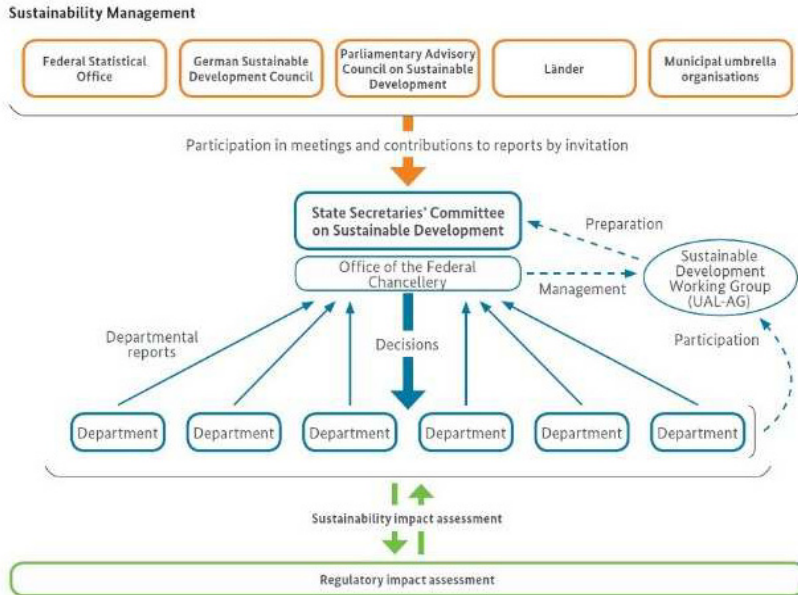 Sustainability Management
Federal Statistical
Office
German Sustainable
Development Council
Parliamentary Advisory
Council on Sustainable
Development
Länder
Municipal umbrella
organisations
Participation in meetings and contributions to reports by invitation
State Secretaries' Committee
on Sustainable Development
Preparation
Office of the Federal
Chancellery
Sustainable
Development
Working Group
(UAL-AG)
Management
Departmental
reports
Decisions
Participation
Department
Department
Department
Department
Department
Department
Sustainability impact assessment
Regulatory impact assessment